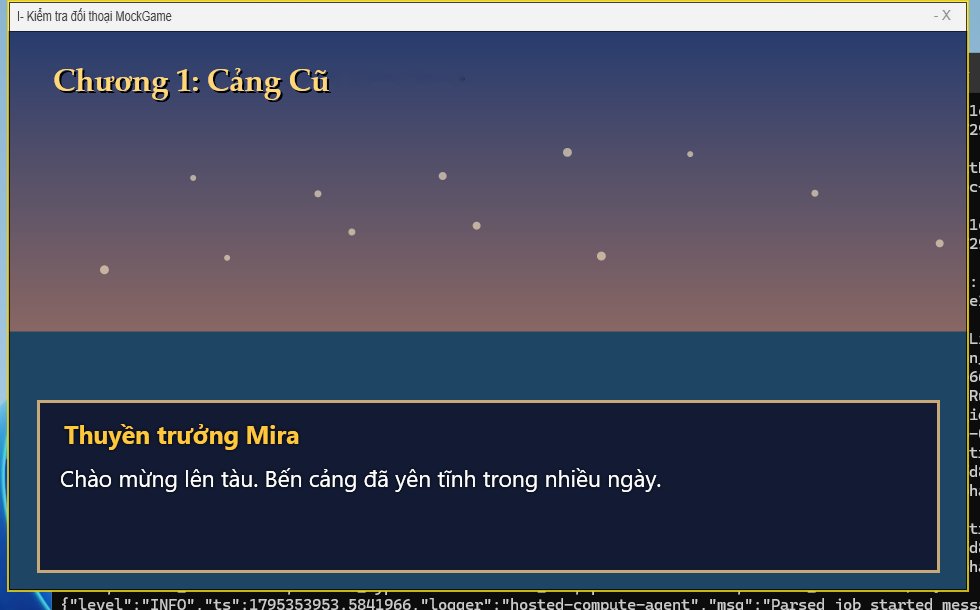 I- Kiểm tra đối thoại MockGame
- X
Chương 1: Cảng Cũ
Thuyền trưởng Mira
Chào mừng lên tàu. Bến cảng đã yên tĩnh trong nhiều ngày.
{"level":"INFO","ts":1795353953.5841966,"logger":"hosted-compute-agent","msg":"Parsed job started mes